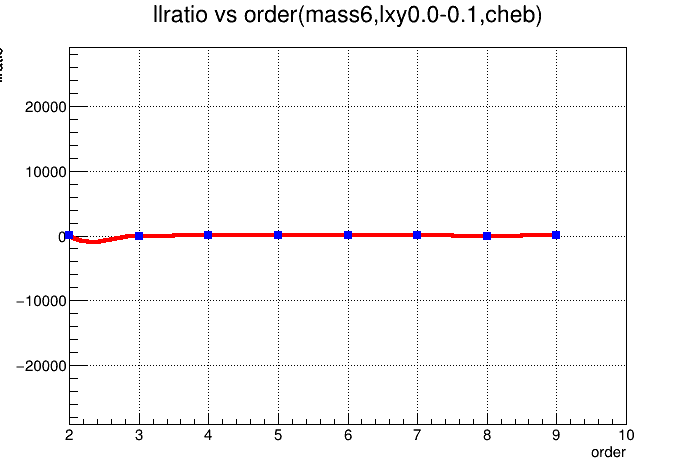 llratio vs order(mass6,lxy0.0-0.1,cheb)
llratio
20000
10000
0
−10000
−20000
2 3 4 5 6 7 8 9 10
order